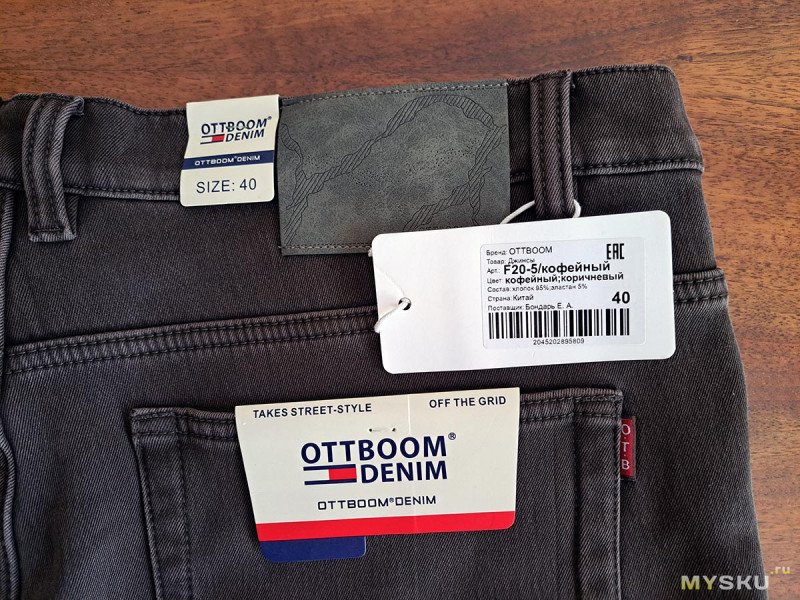 OTTBOOM
DENIM
OTTBOOM®DENIM
SIZE: 40
Бренд: OTTBOOM
EAC
Товар: Джинсы
Арт.: F20-5/кофейный
Цвет: кофейный;коричневый
Состав: хлопок 95%,эластан 5%
Страна: Китай
40
Поставщик: Бондарь Е. А.
2045202895809
TAKES STREET-STYLE
OFF THE GRID
OTTBOOM®
DENIM
OTTBOOM®DENIM
O.T.B
MYSKU.ru